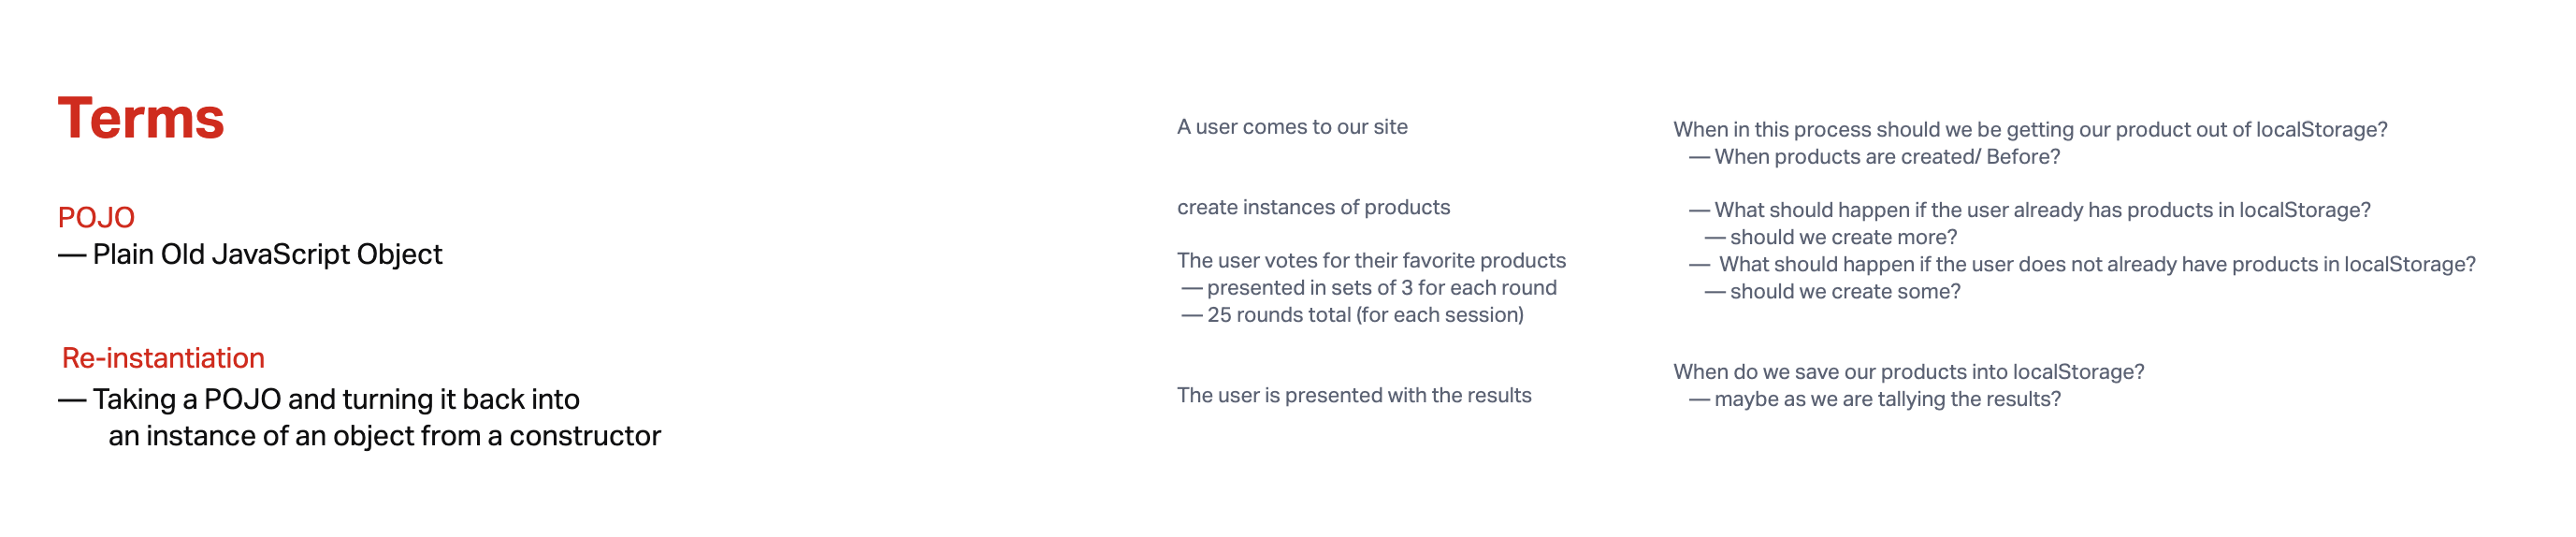 Terms
POJO
— Plain Old JavaScript Object
Re-instantiation
— Taking a POJO and turning it back into
an instance of an object from a constructor
A user comes to our site
create instances of products
The user votes for their favorite products
— presented in sets of 3 for each round
— 25 rounds total (for each session)
The user is presented with the results
When in this process should we be getting our product out of localStorage?
— When products are created/ Before?
— What should happen if the user already has products in localStorage?
— should we create more?
— What should happen if the user does not already have products in localStorage?
— should we create some?
When do we save our products into localStorage?
— maybe as we are tallying the results?